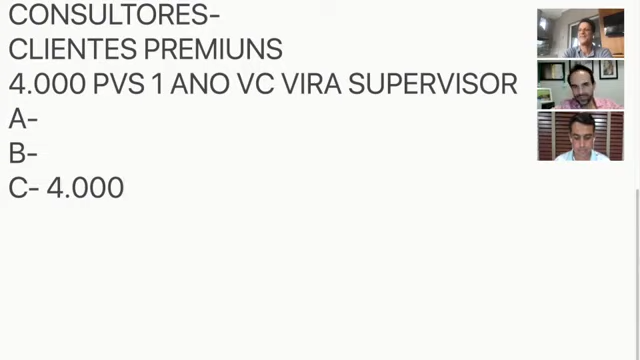 CONSULTORES-
CLIENTES PREMIUNS
4.000 PVS 1 ANO VC VIRA SUPERVISOR
A-
B-
C- 4.000